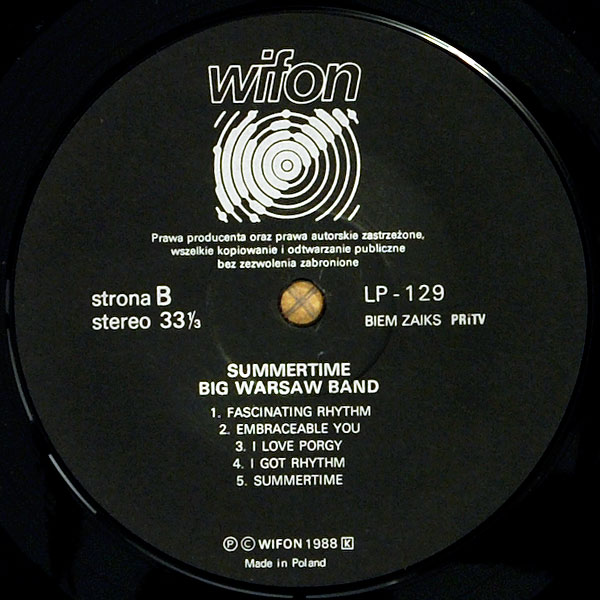 wifon
Prawa producenta oraz prawa autorskie zastrzeżone,
wszelkie kopiowanie i odtwarzanie publiczne
bez zezwolenia zabronione
strona B
stereo 33⅓
LP-129
BIEM ZAIKS PRiTV
SUMMERTIME
BIG WARSAW BAND
1. FASCINATING RHYTHM
2. EMBRACEABLE YOU
3. I LOVE PORGY
4. I GOT RHYTHM
5. SUMMERTIME
Ⓟ Ⓒ WIFON 1988 K
Made in Poland